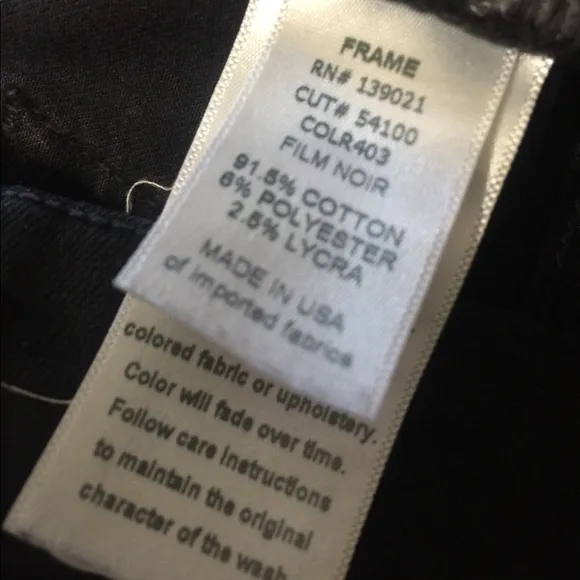 FRAME
RN# 139021
CUT# 54100
COLR403
FILM NOIR
91.5% COTTON
6% POLYESTER
2.5% LYCRA
MADE IN USA
of imported fabrics
colored fabric or upholstery.
Color will fade over time.
Follow care instructions
to maintain the original
character of the wash